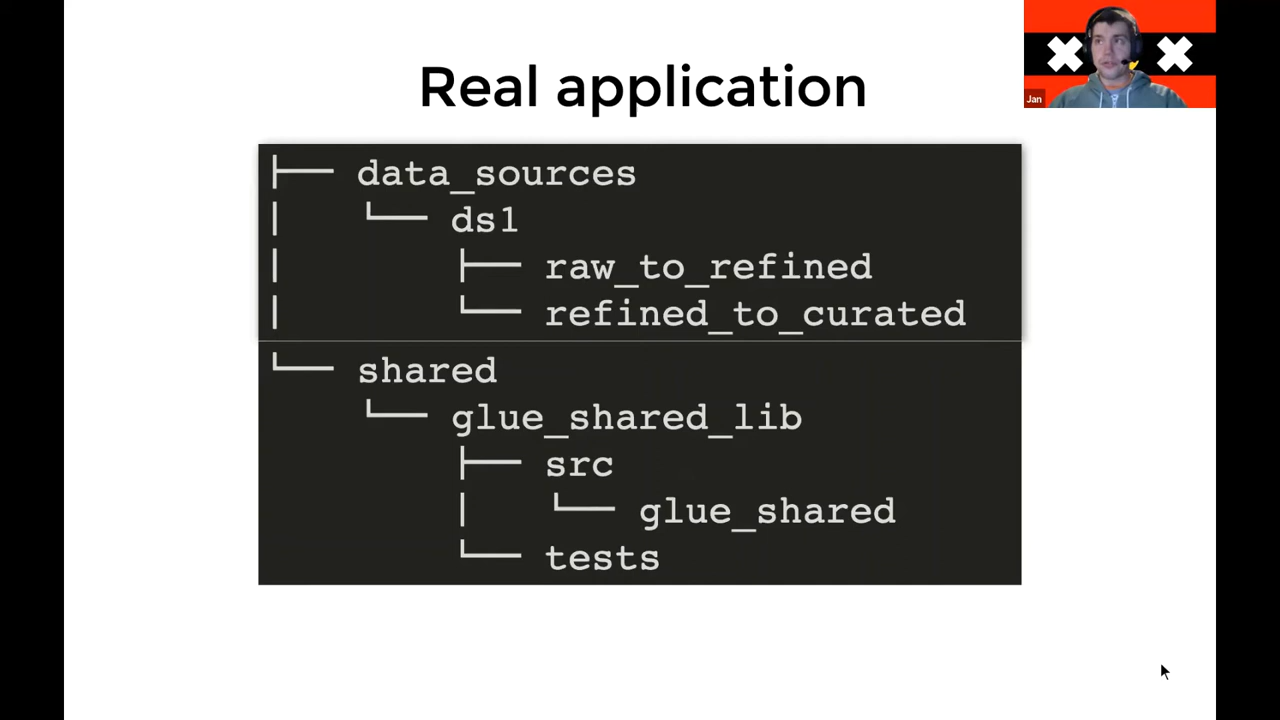 Real application
Jan
├── data_sources
│   └── ds1
│       ├── raw_to_refined
│       └── refined_to_curated
└── shared
    └── glue_shared_lib
        ├── src
        │   └── glue_shared
        └── tests